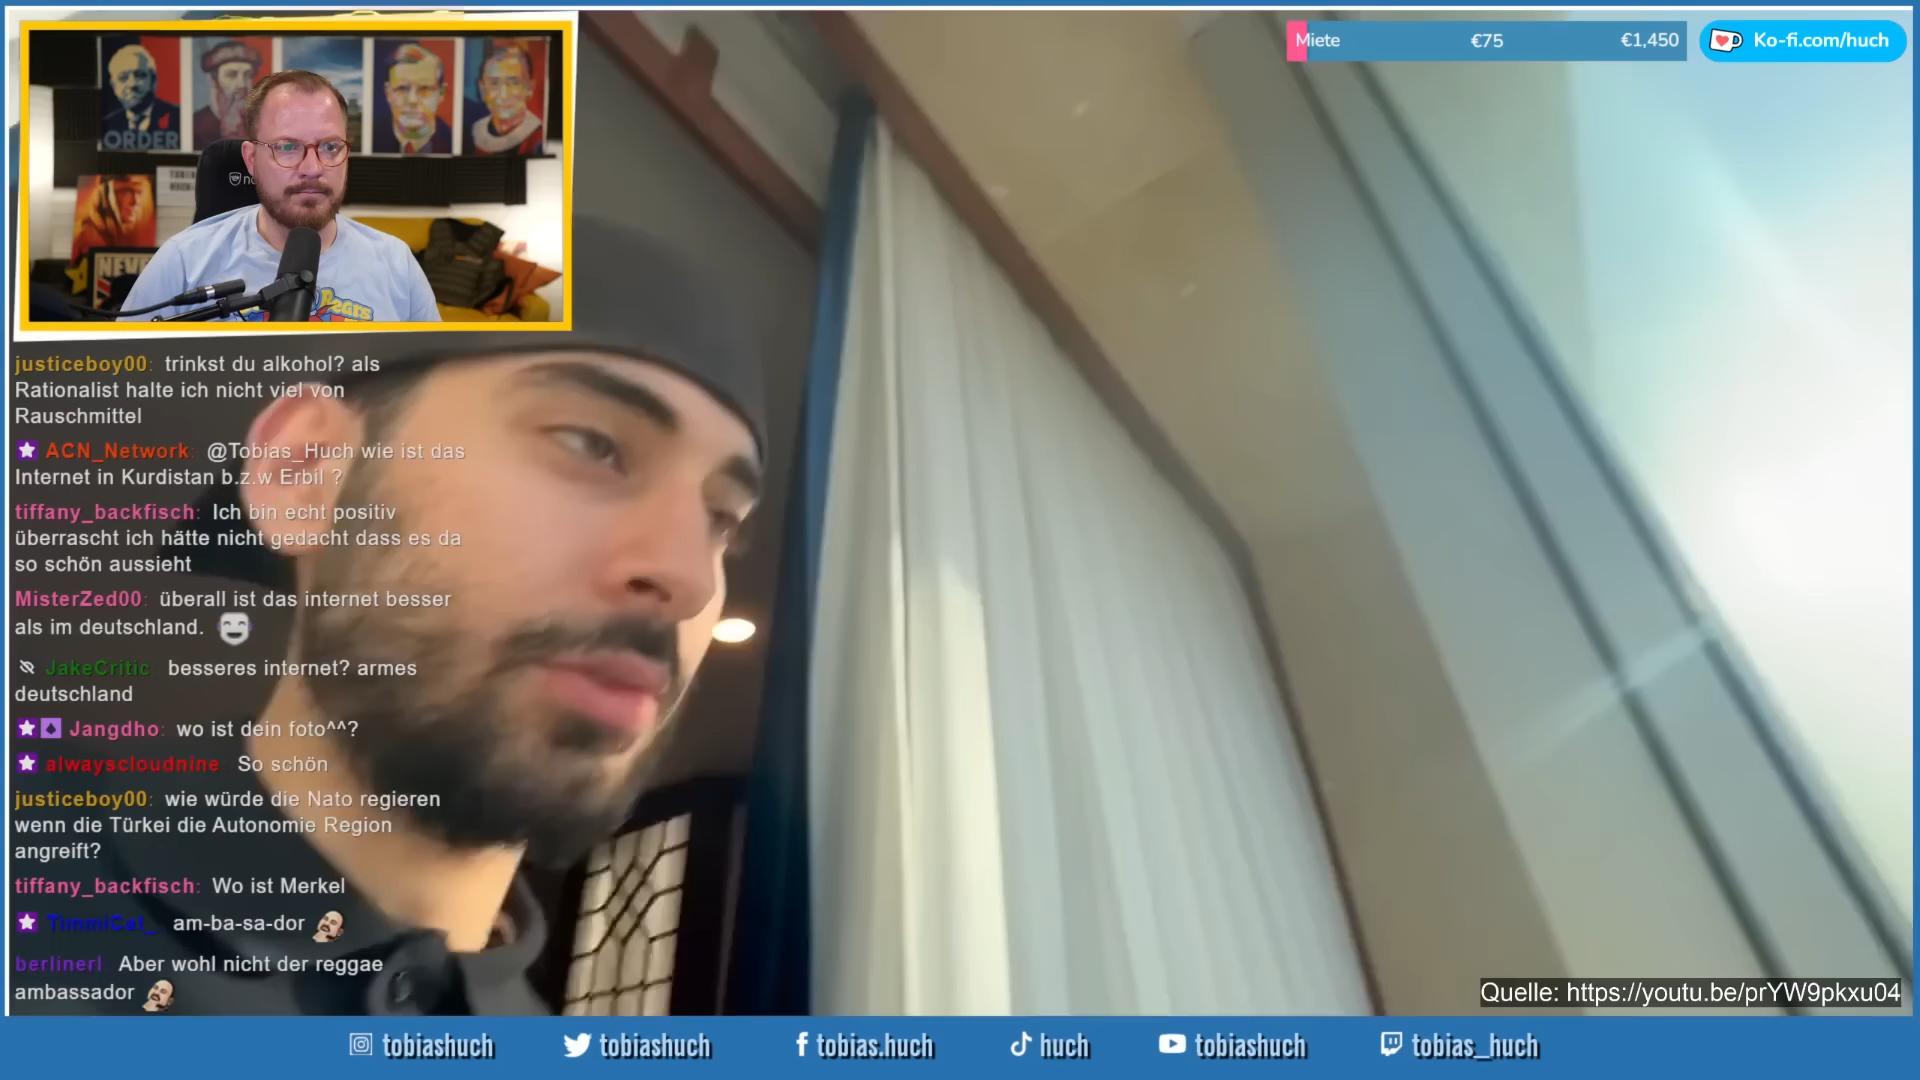 Miete €75 €1,450
Ko-fi.com/huch
ORDER
NEVE
Bears
justiceboy00: trinkst du alkohol? als
Rationalist halte ich nicht viel von
Rauschmittel
ACN_Network: @Tobias_Huch wie ist das
Internet in Kurdistan b.z.w Erbil ?
tiffany_backfisch: Ich bin echt positiv
überrascht ich hätte nicht gedacht dass es da
so schön aussieht
MisterZed00: überall ist das internet besser
als im deutschland.
JakeCritic: besseres internet? armes
deutschland
Jangdho: wo ist dein foto^^?
alwayscloudnine: So schön
justiceboy00: wie würde die Nato regieren
wenn die Türkei die Autonomie Region
angreift?
tiffany_backfisch: Wo ist Merkel
TimmiCat_: am-ba-sa-dor
berlinerl: Aber wohl nicht der reggae
ambassador
Quelle: https://youtu.be/prYW9pkxu04
tobiashuch tobiashuch tobias.huch huch tobiashuch tobias_huch